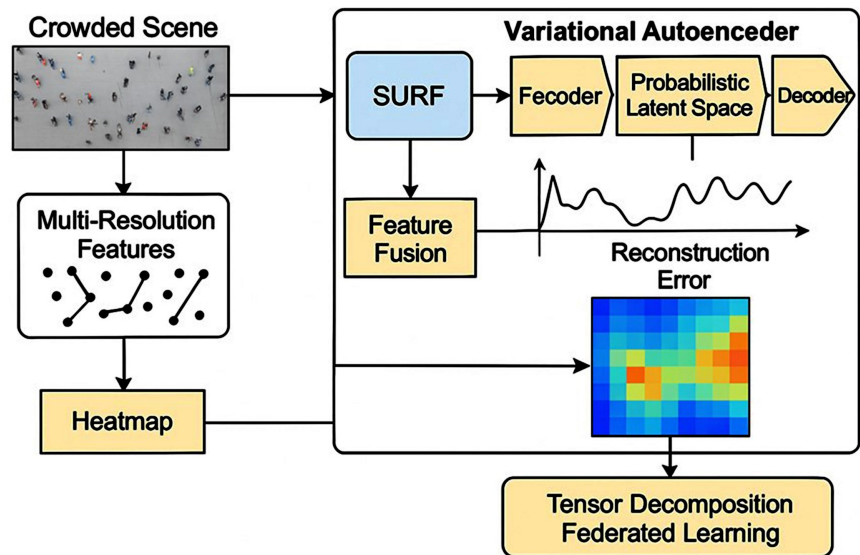 Crowded Scene
Multi-Resolution
Features
Heatmap
Variational Autoenceder
SURF
Fecoder
Probabilistic
Latent Space
Decoder
Feature
Fusion
Reconstruction
Error
Tensor Decomposition
Federated Learning